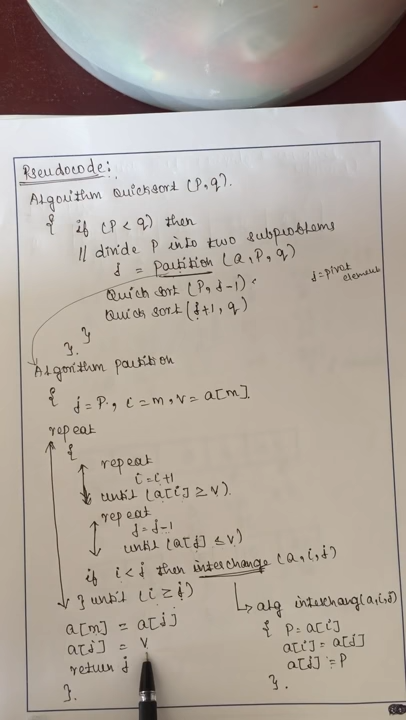 Pseudocode:
Algorithm Quicksort (P,q).
{ if (P < q) then
// divide P into two subproblems
j = Partition (a, P, q)
Quick sort (P, j-1)
Quick sort (j+1, q)
j = pivot element
}
}.
Algorithm partition
{ j = P., i = m, v = a[m].
repeat
{
repeat
i = i+1
until (a[i] ≥ v).
repeat
j = j-1
until (a[j] ≤ v)
if i < j then interchange (a, i, j)
} until (i ≥ j)
a[m] = a[j]
a[j] = v
return j
}.
alg interchang(a,i,j)
{ P = a[i]
a[i] = a[j]
a[j] = P
}.